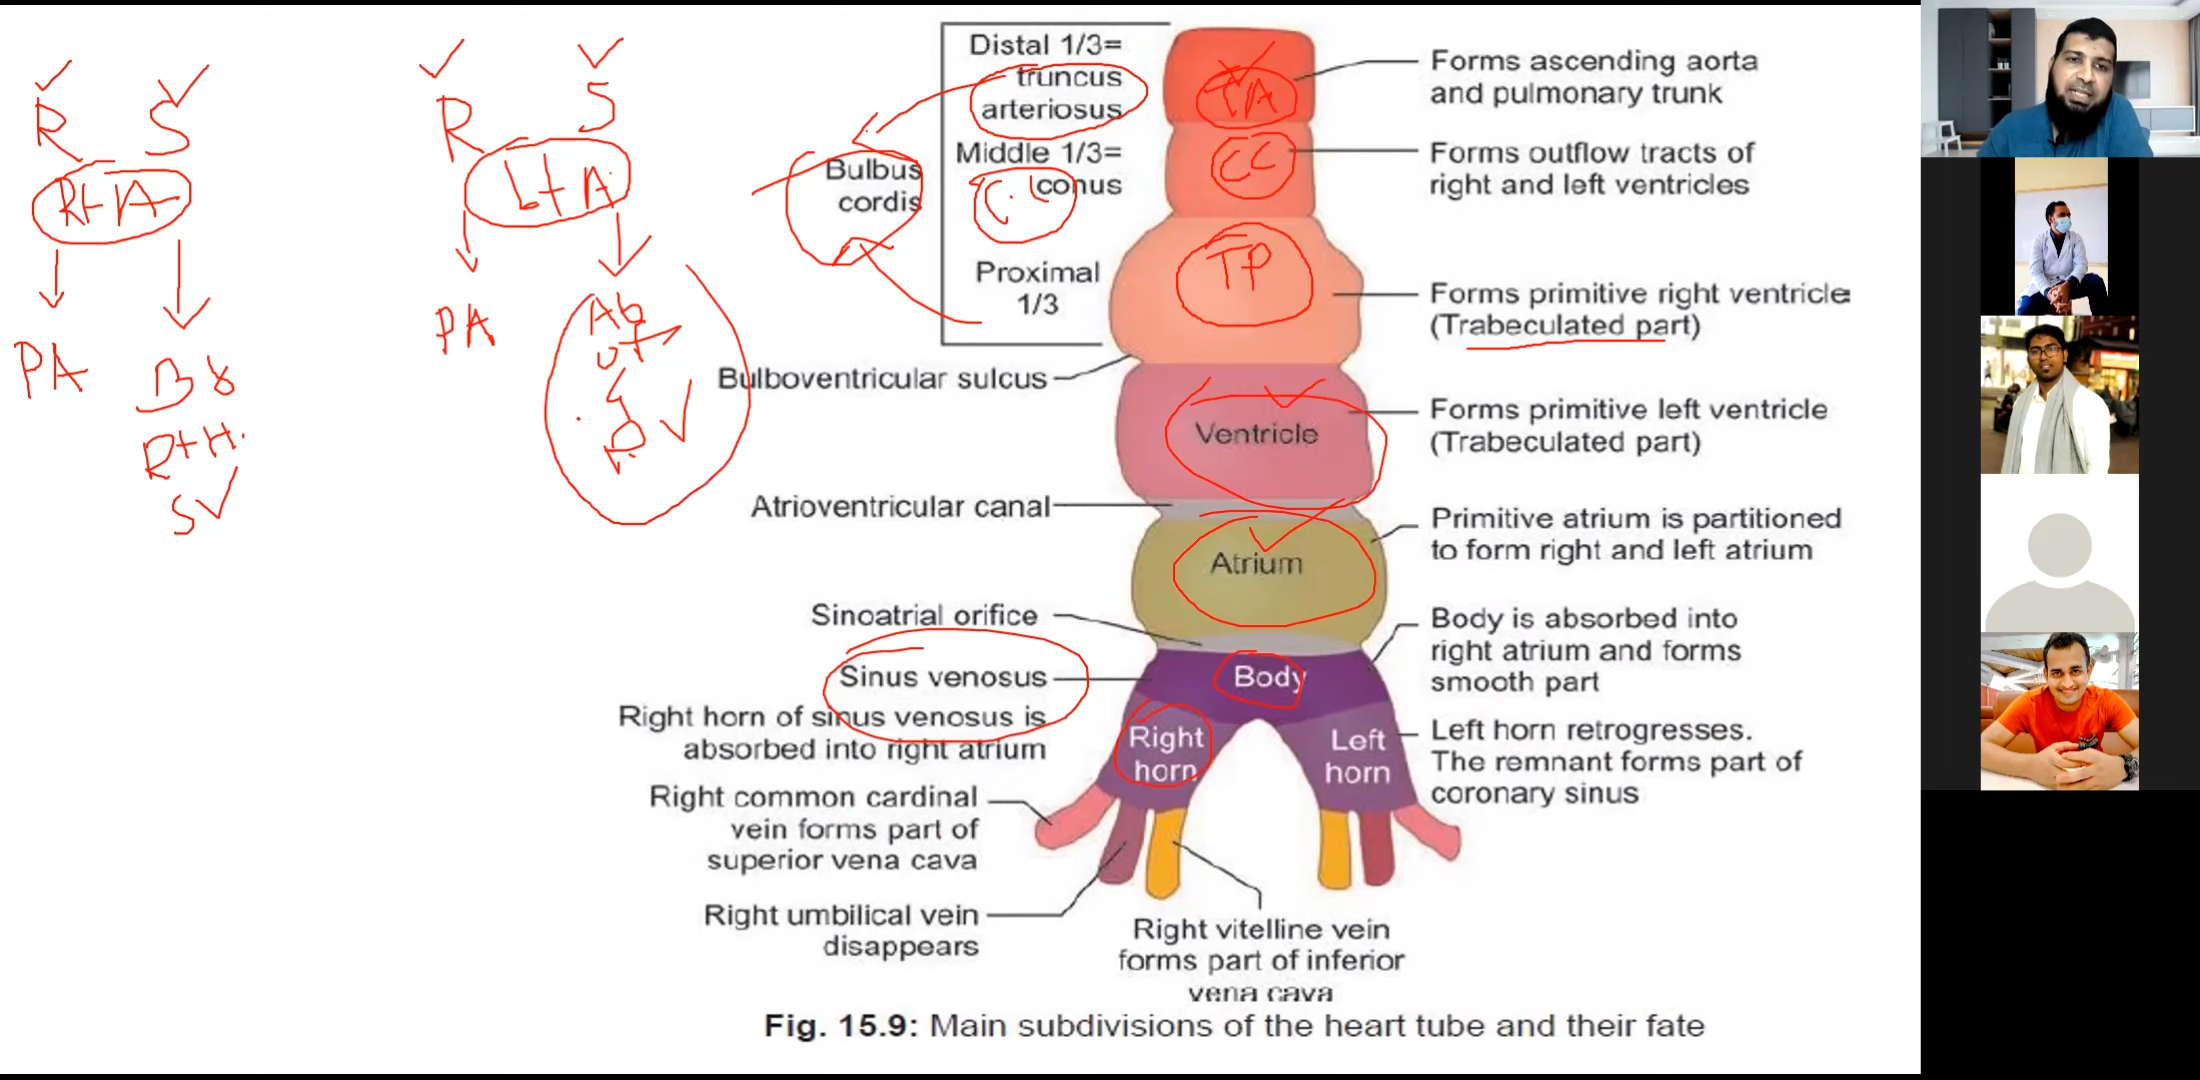 R S
Rt A
PA
B &
Rt H.
S
R S
Lt A
PA
Ab
of
Distal 1/3=
truncus
arteriosus
Middle 1/3=
conus
C.C
Bulbus
cordis
Proximal
1/3
Bulboventricular sulcus
Atrioventricular canal
Sinoatrial orifice
Sinus venosus
Right horn of sinus venosus is
absorbed into right atrium
Right common cardinal
vein forms part of
superior vena cava
Right umbilical vein
disappears
TA
CC
TP
Ventricle
Atrium
Body
Right
horn
Left
horn
Forms ascending aorta
and pulmonary trunk
Forms outflow tracts of
right and left ventricles
Forms primitive right ventricle
(Trabeculated part)
Forms primitive left ventricle
(Trabeculated part)
Primitive atrium is partitioned
to form right and left atrium
Body is absorbed into
right atrium and forms
smooth part
Left horn retrogresses.
The remnant forms part of
coronary sinus
Right vitelline vein
forms part of inferior
vena cava
Fig. 15.9: Main subdivisions of the heart tube and their fate